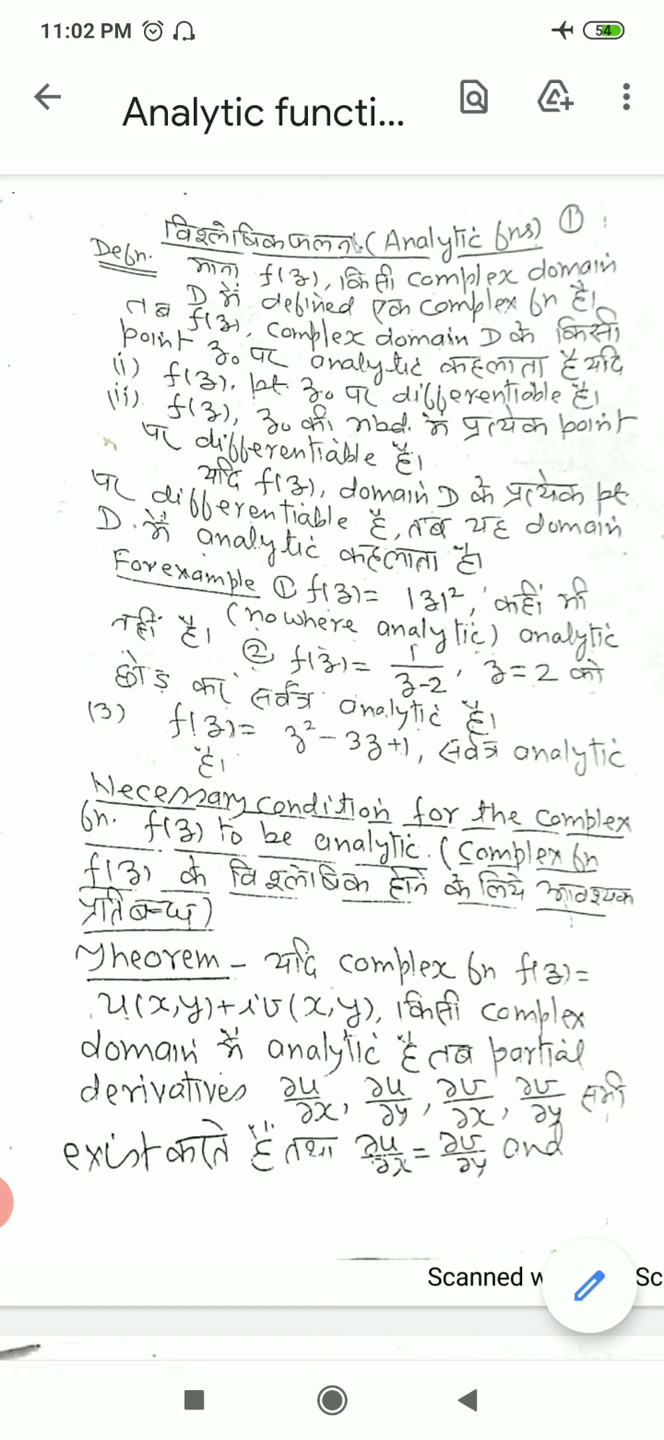 11:02 PM
54
Analytic functi...
विश्लेषिक फलन (Analytic fns) ①
Defn. माना f(z), किसी complex domain
D में defined एक complex fn है।
तब f(z), complex domain D के किसी
point z₀ पर analytic कहलाता है यदि
(i) f(z), pt. z₀ पर differentiable है।
(ii) f(z), z₀ की nbd. के प्रत्येक point
पर differentiable है।
यदि f(z), domain D के प्रत्येक pt
पर differentiable है, तब यह domain
D में analytic कहलाता है।
For example ① f(z) = |z|², कहीं भी
नहीं है। (no where analytic) analytic
② f(z) = 1/(z-2), z=2 को
छोड़ कर सर्वत्र analytic है।
(3) f(z) = z² - 3z + 1, सर्वत्र analytic
है।
Necessary condition for the complex
fn. f(z) to be analytic. (Complex fn
f(z) के विश्लेषिक होने के लिये आवश्यक
प्रतिबन्ध)
Theorem – यदि complex fn f(z) =
u(x,y)+iv(x,y), किसी complex
domain में analytic है तब partial
derivatives ∂u/∂x, ∂u/∂y, ∂v/∂x, ∂v/∂y सभी
exist करते हैं तथा ∂u/∂x = ∂v/∂y and
Scanned w
Sc